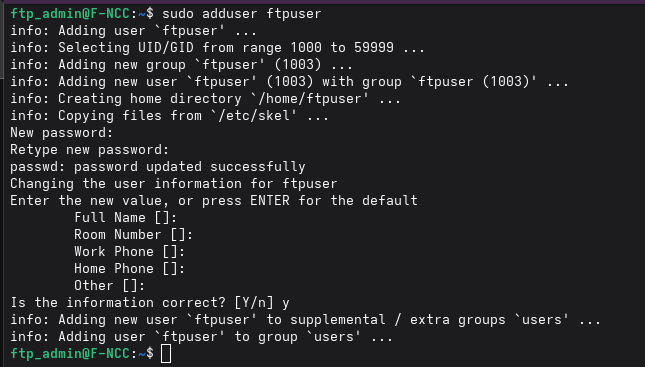 ftp_admin@F-NCC:~$ sudo adduser ftpuser
info: Adding user `ftpuser' ...
info: Selecting UID/GID from range 1000 to 59999 ...
info: Adding new group `ftpuser' (1003) ...
info: Adding new user `ftpuser' (1003) with group `ftpuser (1003)' ...
info: Creating home directory `/home/ftpuser' ...
info: Copying files from `/etc/skel' ...
New password:
Retype new password:
passwd: password updated successfully
Changing the user information for ftpuser
Enter the new value, or press ENTER for the default
        Full Name []:
        Room Number []:
        Work Phone []:
        Home Phone []:
        Other []:
Is the information correct? [Y/n] y
info: Adding new user `ftpuser' to supplemental / extra groups `users' ...
info: Adding user `ftpuser' to group `users' ...
ftp_admin@F-NCC:~$